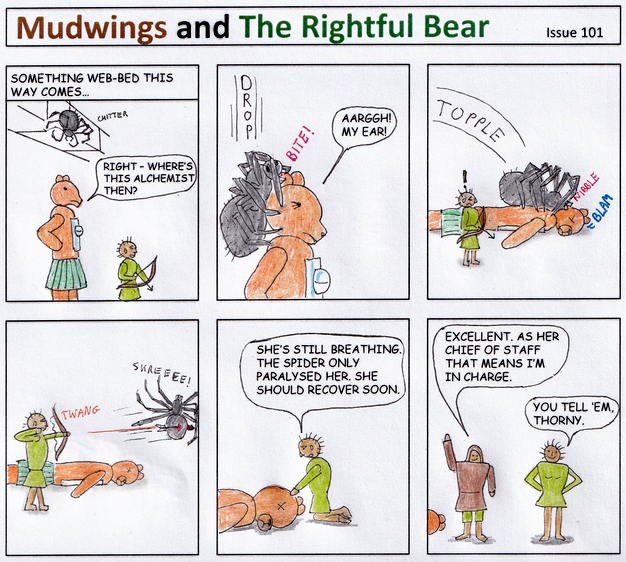 Mudwings and The Rightful Bear
Issue 101
SOMETHING WEB-BED THIS
WAY COMES...
CHITTER
RIGHT - WHERE'S
THIS ALCHEMIST
THEN?
DROP
BITE!
AARGGH!
MY EAR!
TOPPLE
!
NIBBLE
BLAM
TWANG
SKREEEE!
SHE'S STILL BREATHING.
THE SPIDER ONLY
PARALYSED HER. SHE
SHOULD RECOVER SOON.
EXCELLENT. AS HER
CHIEF OF STAFF
THAT MEANS I'M
IN CHARGE.
YOU TELL 'EM,
THORNY.